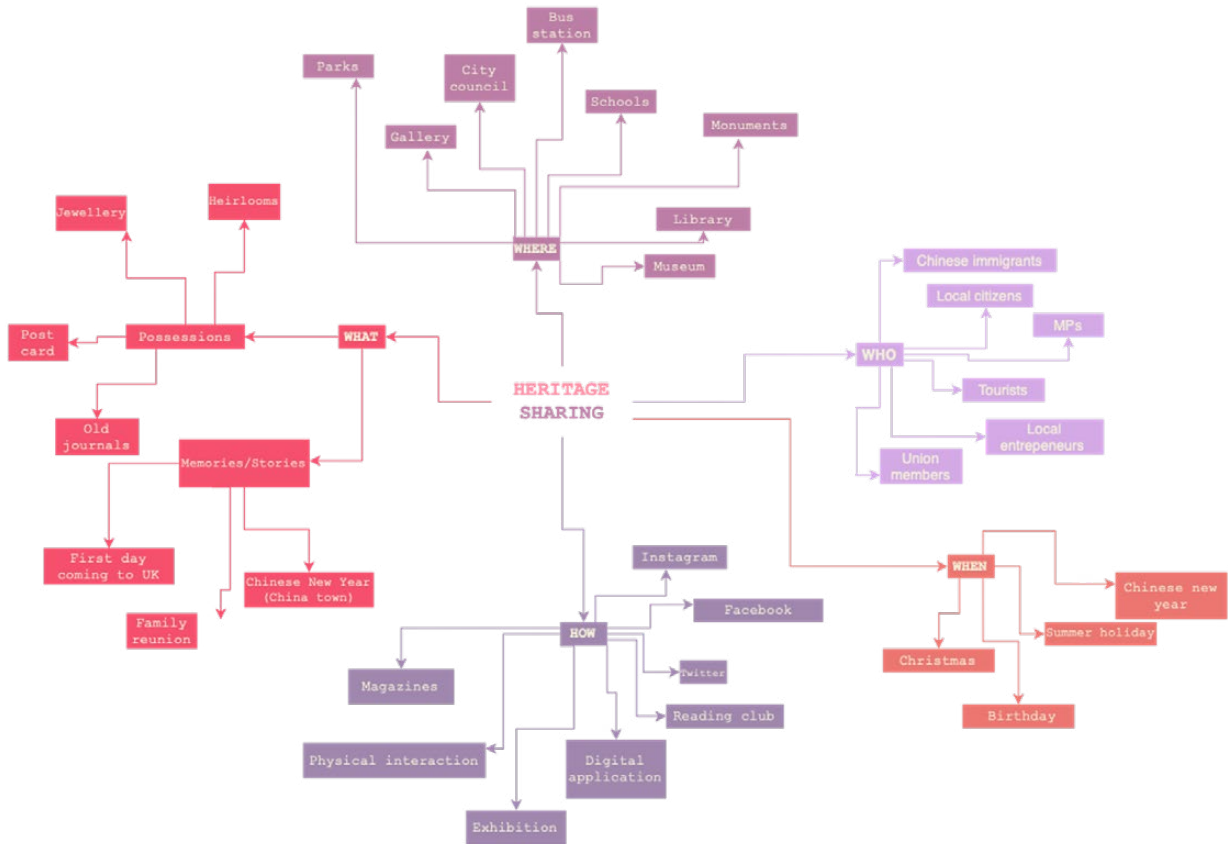 Bus
station
Parks
City
council
Schools
Monuments
Gallery
Library
WHERE
Museum
Jewellery
Heirlooms
Post
card
Possessions
WHAT
Old
journals
Memories/Stories
First day
coming to UK
Chinese New Year
(China town)
Family
reunion
HERITAGE
SHARING
Chinese immigrants
Local citizens
MPs
WHO
Tourists
Local
entrepeneurs
Union
members
Instagram
Facebook
HOW
Magazines
Twitter
Reading club
Physical interaction
Digital
application
Exhibition
WHEN
Chinese new
year
Summer holiday
Christmas
Birthday